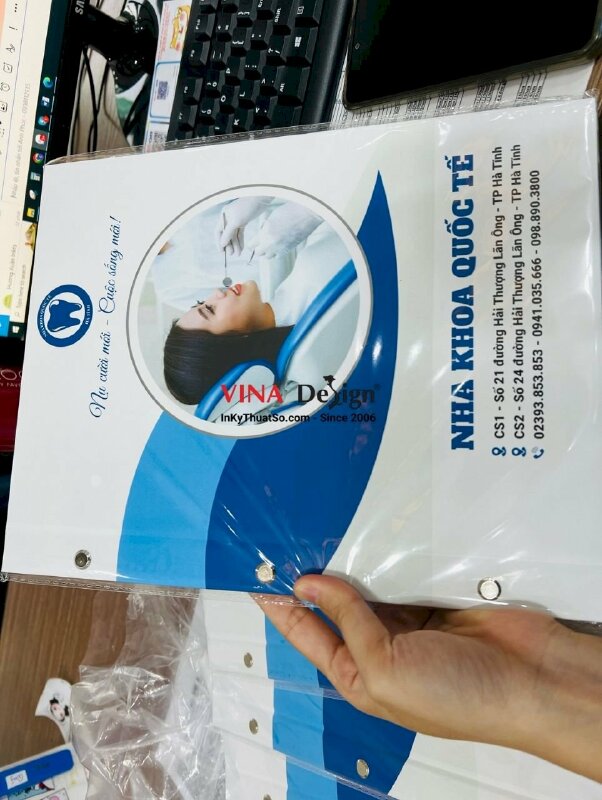 Nụ cười mới - Cuộc sống mới!
VINA Design®
InKyThuatSo.com - Since 2006
NHA KHOA QUỐC TẾ
CS1 - Số 21 đường Hải Thượng Lãn Ông - TP Hà Tĩnh
CS2 - Số 24 đường Hải Thượng Lãn Ông - TP Hà Tĩnh
02393.853.853 - 0941.035.666 - 098.890.3800